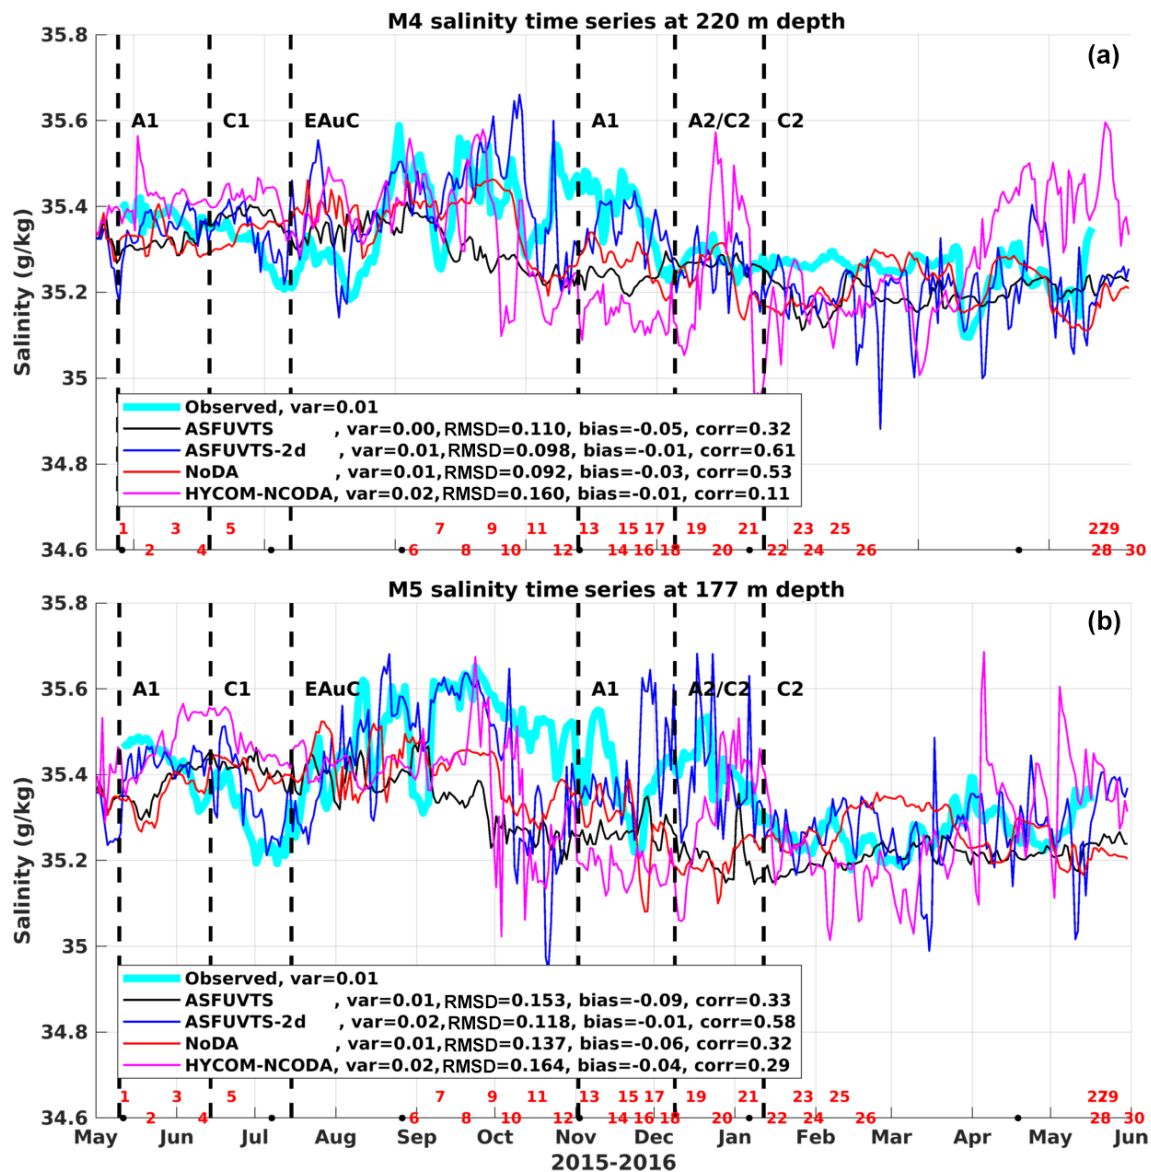 M4 salinity time series at 220 m depth
(a)
35.8
35.6
35.4
35.2
35
34.8
34.6
Salinity (g/kg)
A1 C1 EAuC A1 A2/C2 C2
Observed, var=0.01
ASFUVTS , var=0.00, RMSD=0.110, bias=-0.05, corr=0.32
ASFUVTS-2d , var=0.01, RMSD=0.098, bias=-0.01, corr=0.61
NoDA , var=0.01, RMSD=0.092, bias=-0.03, corr=0.53
HYCOM-NCODA, var=0.02, RMSD=0.160, bias=-0.01, corr=0.11
1 3 5 7 9 11 13 15 17 19 21 23 25 27 29
2 4 6 8 10 12 14 16 18 20 22 24 26 28 30
M5 salinity time series at 177 m depth
(b)
35.8
35.6
35.4
35.2
35
34.8
34.6
Salinity (g/kg)
A1 C1 EAuC A1 A2/C2 C2
Observed, var=0.01
ASFUVTS , var=0.01, RMSD=0.153, bias=-0.09, corr=0.33
ASFUVTS-2d , var=0.02, RMSD=0.118, bias=-0.01, corr=0.58
NoDA , var=0.01, RMSD=0.137, bias=-0.06, corr=0.32
HYCOM-NCODA, var=0.02, RMSD=0.164, bias=-0.04, corr=0.29
1 3 5 7 9 11 13 15 17 19 21 23 25 27 29
2 4 6 8 10 12 14 16 18 20 22 24 26 28 30
May Jun Jul Aug Sep Oct Nov Dec Jan Feb Mar Apr May Jun
2015-2016